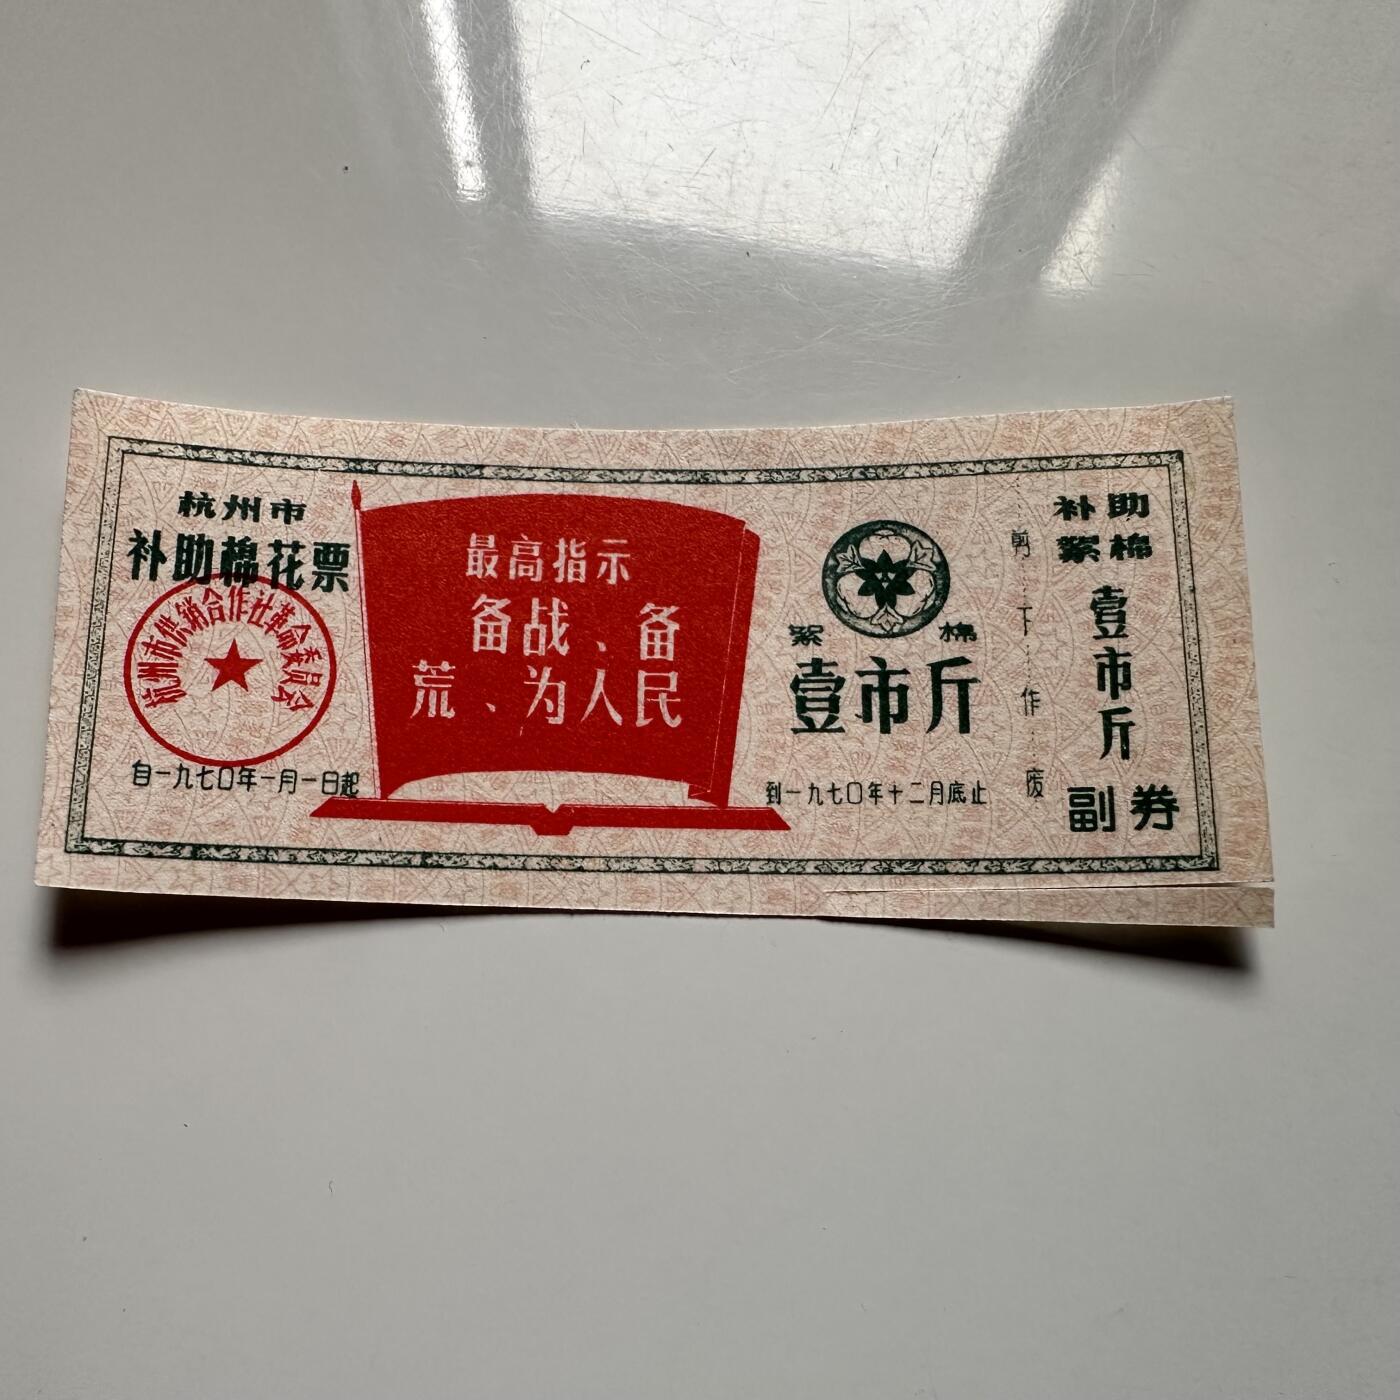 杭州市
补助棉花票
杭州市供销合作社革命委员会
自一九七〇年一月一日起
最高指示
备战、备
荒、为人民
絮棉
壹市斤
到一九七〇年十二月底止
剪下作废
补助
絮棉
壹市斤
副券